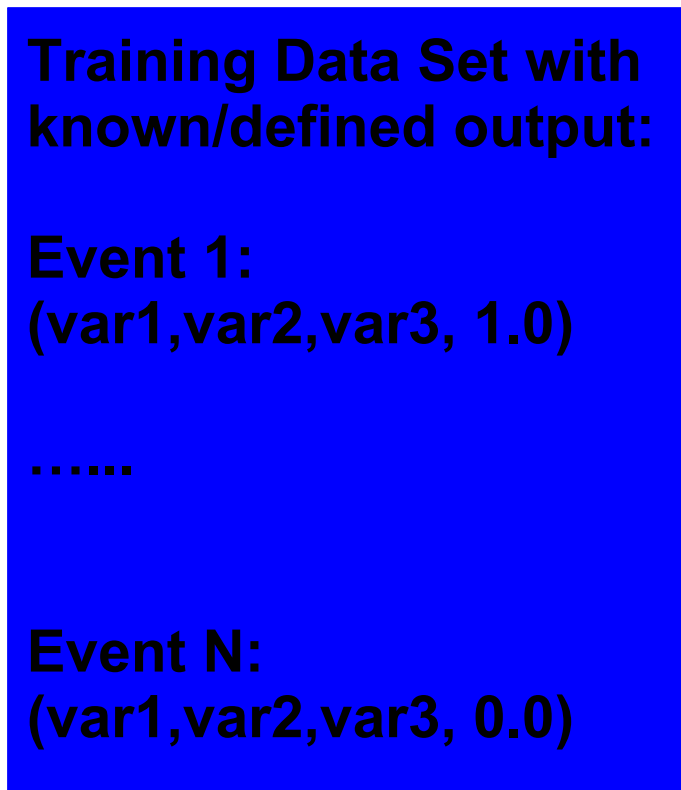 Training Data Set with
known/defined output:
Event 1:
(var1,var2,var3, 1.0)
…...
Event N:
(var1,var2,var3, 0.0)